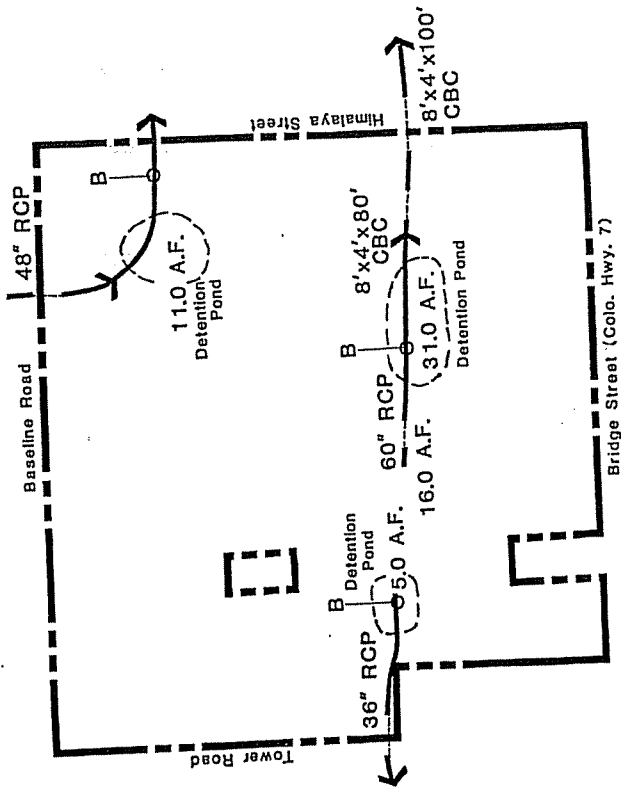 Baseline Road
48" RCP
B
11.0 A.F.
Detention
Pond
Himalaya Street
8'x4'x80'
CBC
8'x4'x100'
CBC
B
60" RCP
31.0 A.F.
Detention Pond
16.0 A.F.
Detention
Pond
B
5.0 A.F.
36" RCP
Tower Road
Bridge Street (Colo. Hwy. 7)